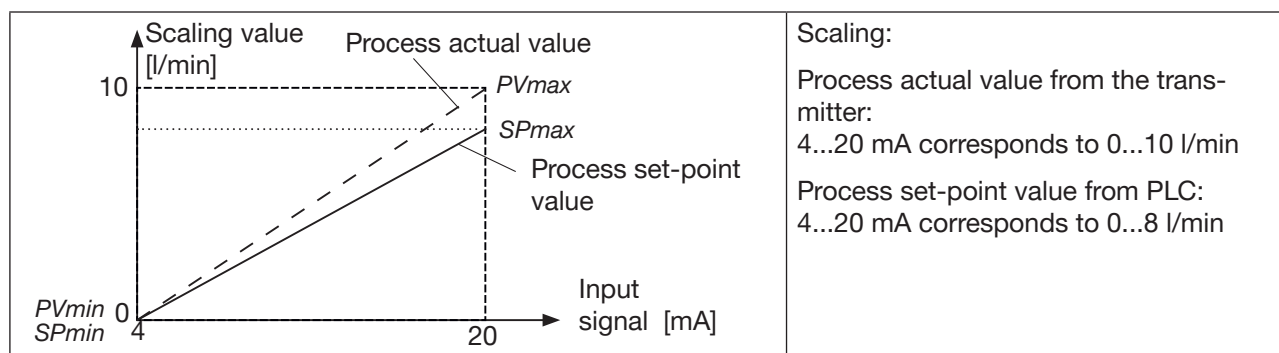 Scaling value
[l/min]
Process actual value
10
PVmax
SPmax
Process set-point
value
PVmin
SPmin
0
4
20
Input
signal [mA]
Scaling:
Process actual value from the trans-
mitter:
4...20 mA corresponds to 0...10 l/min
Process set-point value from PLC:
4...20 mA corresponds to 0...8 l/min